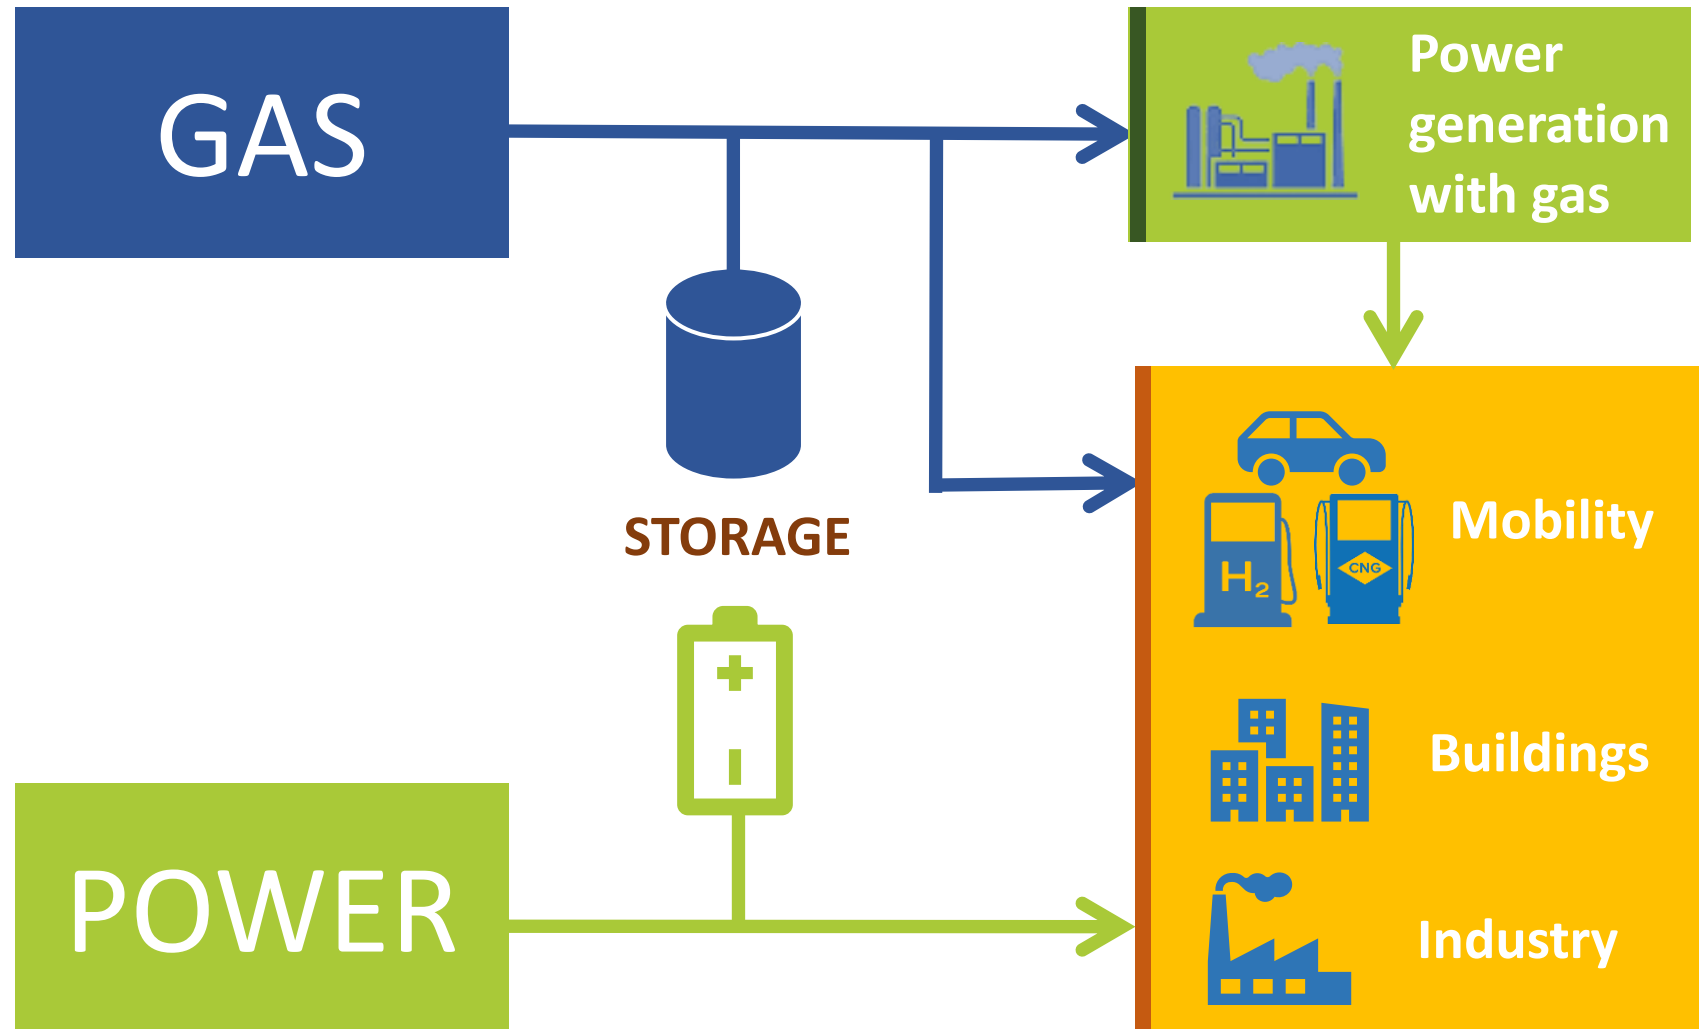 GAS
Power
generation
with gas
STORAGE
Mobility
H₂
CNG
Buildings
POWER
Industry